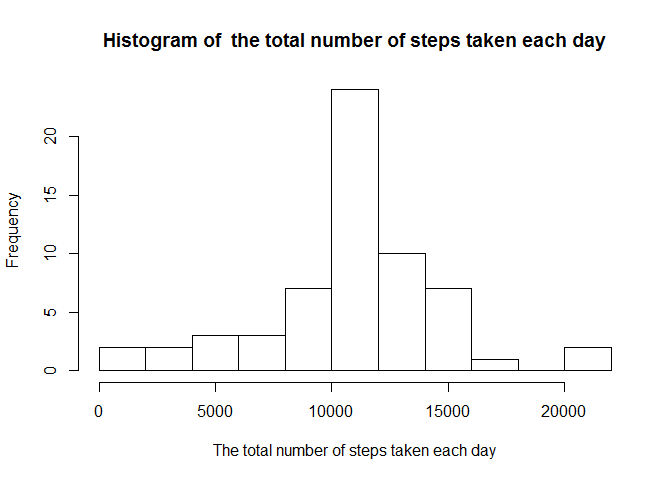 Histogram of  the total number of steps taken each day
Frequency
20
15
10
5
0
0 5000 10000 15000 20000
The total number of steps taken each day